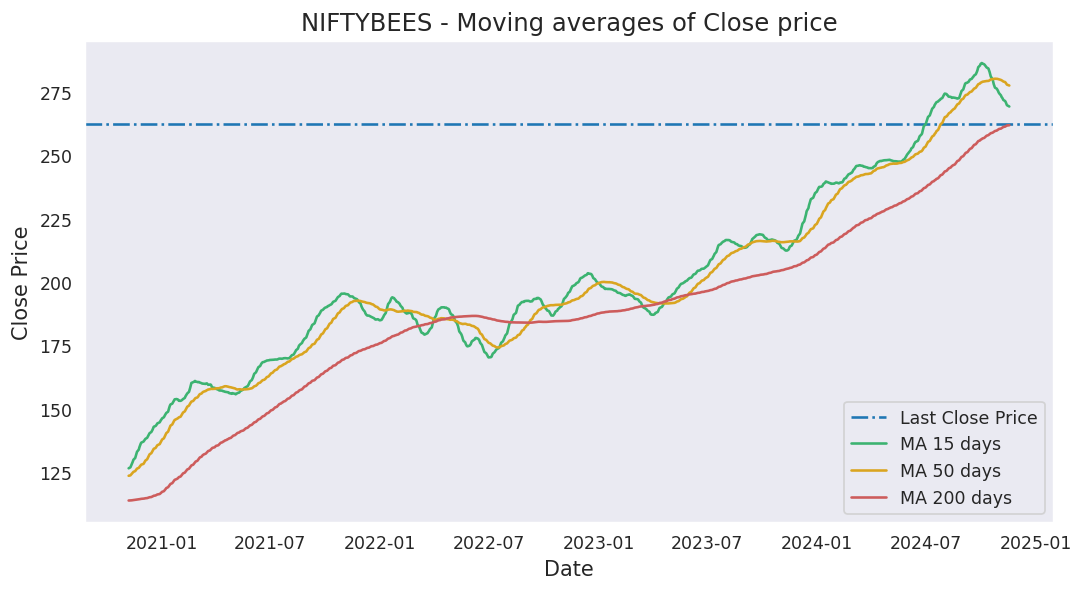 NIFTYBEES - Moving averages of Close price
Close Price
275
250
225
200
175
150
125
Last Close Price
MA 15 days
MA 50 days
MA 200 days
2021-01 2021-07 2022-01 2022-07 2023-01 2023-07 2024-01 2024-07 2025-01
Date